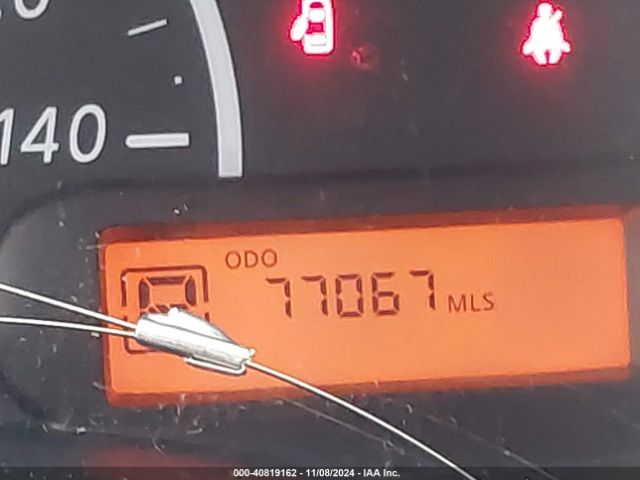 140
ODO
77067 MLS
000-40819162 - 11/08/2024 - IAA Inc.